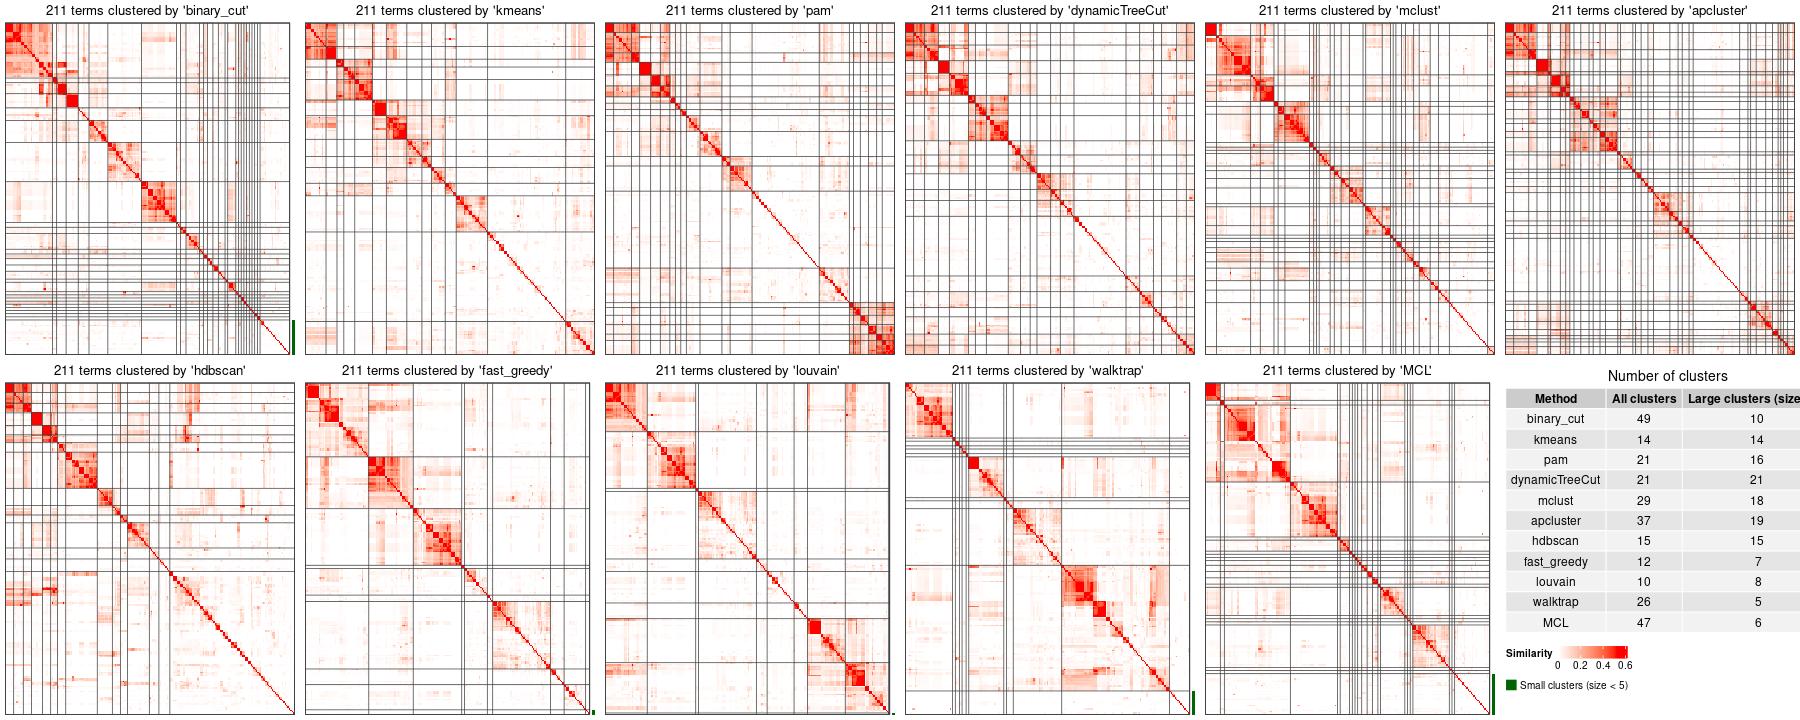 211 terms clustered by 'binary_cut'
211 terms clustered by 'kmeans'
211 terms clustered by 'pam'
211 terms clustered by 'dynamicTreeCut'
211 terms clustered by 'mclust'
211 terms clustered by 'apcluster'
211 terms clustered by 'hdbscan'
211 terms clustered by 'fast_greedy'
211 terms clustered by 'louvain'
211 terms clustered by 'walktrap'
211 terms clustered by 'MCL'
Number of clusters
Method All clusters Large clusters (size
binary_cut 49 10
kmeans 14 14
pam 21 16
dynamicTreeCut 21 21
mclust 29 18
apcluster 37 19
hdbscan 15 15
fast_greedy 12 7
louvain 10 8
walktrap 26 5
MCL 47 6
Similarity
0 0.2 0.4 0.6
Small clusters (size < 5)